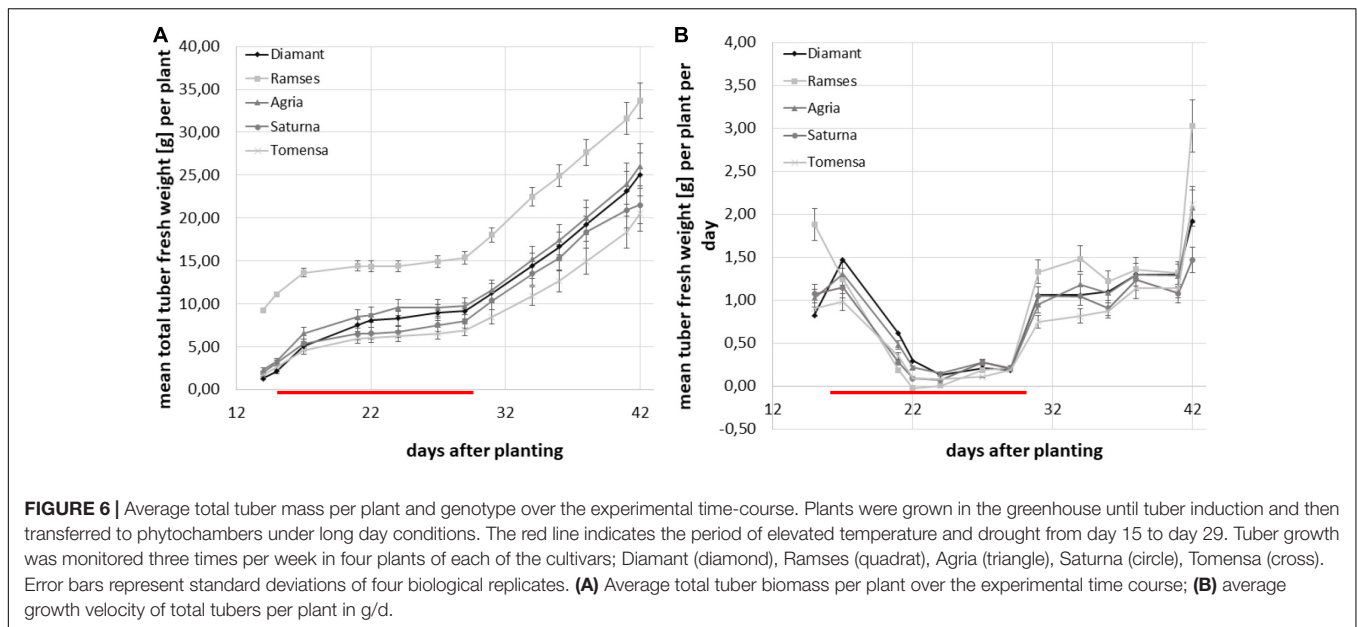 A
mean total tuber fresh weight [g] per plant
40,00
35,00
30,00
25,00
20,00
15,00
10,00
5,00
0,00
Diamant
Ramses
Agria
Saturna
Tomensa
12
22
32
42
days after planting
B
mean tuber fresh weight [g] per plant per
day
4,00
3,50
3,00
2,50
2,00
1,50
1,00
0,50
0,00
-0,50
Diamant
Ramses
Agria
Saturna
Tomensa
12
22
32
42
days after planting
FIGURE 6 | Average total tuber mass per plant and genotype over the experimental time-course. Plants were grown in the greenhouse until tuber induction and then
transferred to phytochambers under long day conditions. The red line indicates the period of elevated temperature and drought from day 15 to day 29. Tuber growth
was monitored three times per week in four plants of each of the cultivars; Diamant (diamond), Ramses (quadrat), Agria (triangle), Saturna (circle), Tomensa (cross).
Error bars represent standard deviations of four biological replicates. (A) Average total tuber biomass per plant over the experimental time course; (B) average
growth velocity of total tubers per plant in g/d.